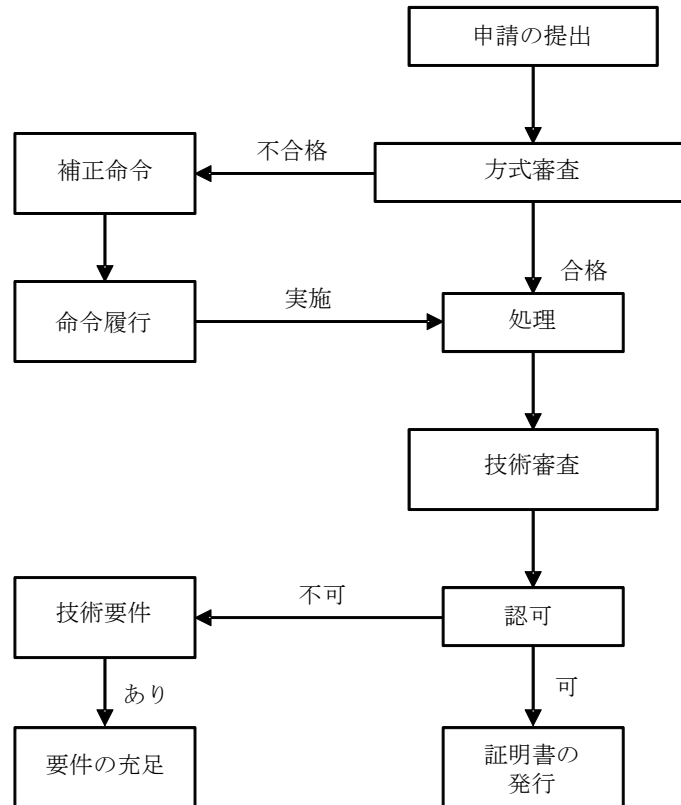 申請の提出
不合格
補正命令
方式審査
合格
実施
命令履行
処理
技術審査
不可
技術要件
認可
あり
可
要件の充足
証明書の
発行